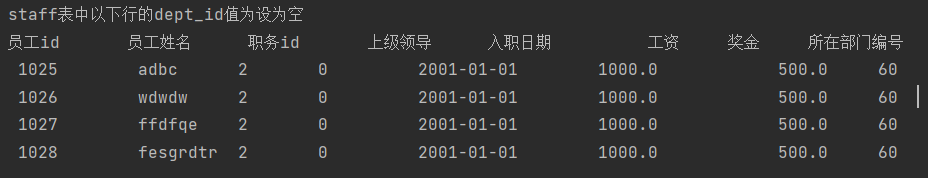 staff表中以下行的dept_id值为设为空
员工id 员工姓名 职务id 上级领导 入职日期 工资 奖金 所在部门编号
1025 adbc 2 0 2001-01-01 1000.0 500.0 60
1026 wdwdw 2 0 2001-01-01 1000.0 500.0 60
1027 ffdfqe 2 0 2001-01-01 1000.0 500.0 60
1028 fesgrdtr 2 0 2001-01-01 1000.0 500.0 60